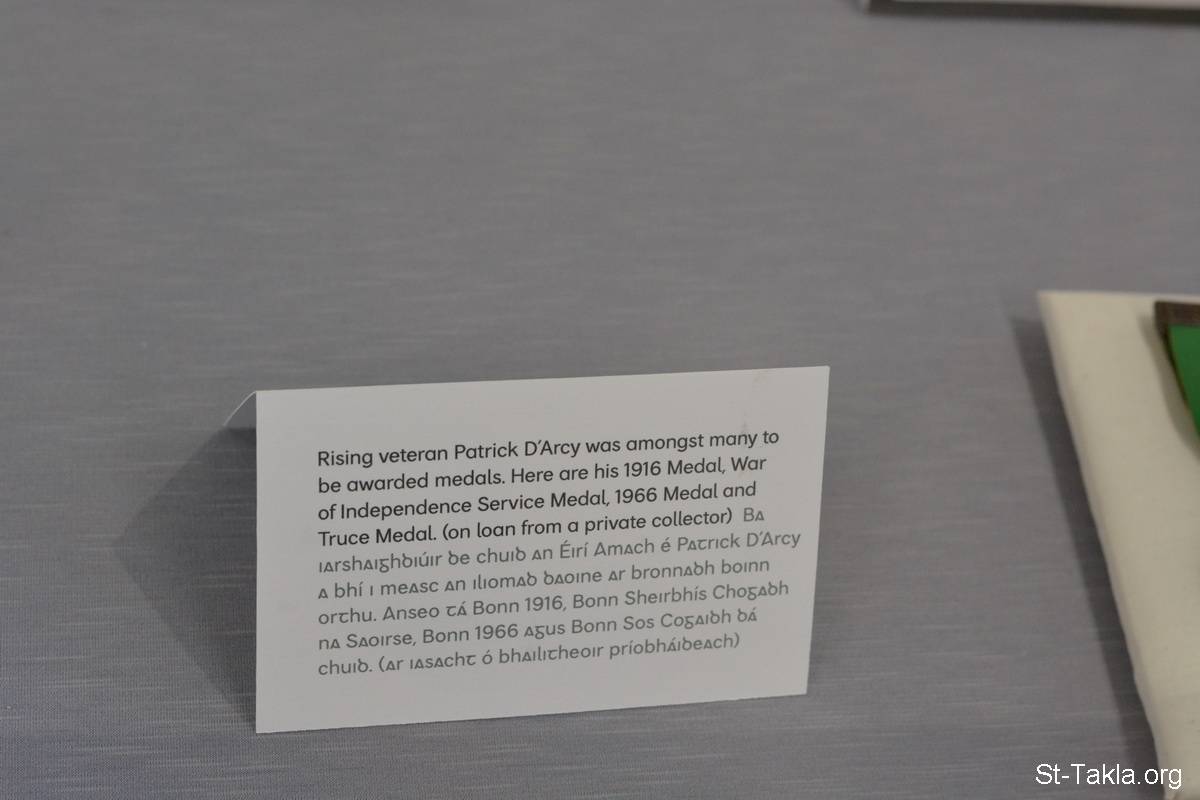 Rising veteran Patrick D'Arcy was amongst many to
be awarded medals. Here are his 1916 Medal, War
of Independence Service Medal, 1966 Medal and
Truce Medal. (on loan from a private collector) Ba
iarshaighdiúir de chuid an Éirí Amach é Patrick D'Arcy
a bhí i measc an iliomad daoine ar bronnadh boinn
orthu. Anseo tá Bonn 1916, Bonn Sheirbhís Chogadh
na Saoirse, Bonn 1966 agus Bonn Sos Cogaidh dá
chuid. (ar iasacht ó bhailitheoir príobháideach)
St-Takla.org